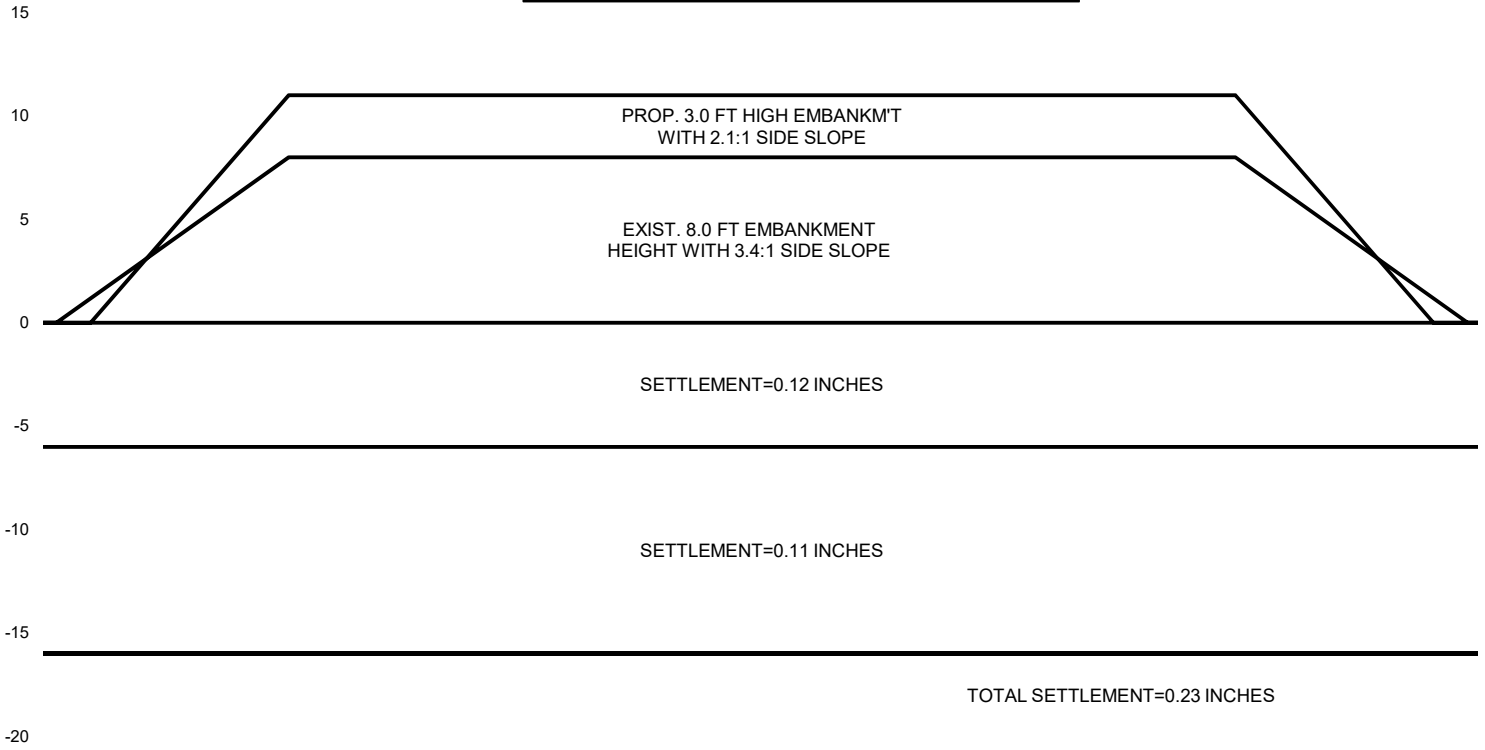 15
10
PROP. 3.0 FT HIGH EMBANKM'T
WITH 2.1:1 SIDE SLOPE
5
EXIST. 8.0 FT EMBANKMENT
HEIGHT WITH 3.4:1 SIDE SLOPE
0
SETTLEMENT=0.12 INCHES
-5
-10
SETTLEMENT=0.11 INCHES
-15
TOTAL SETTLEMENT=0.23 INCHES
-20